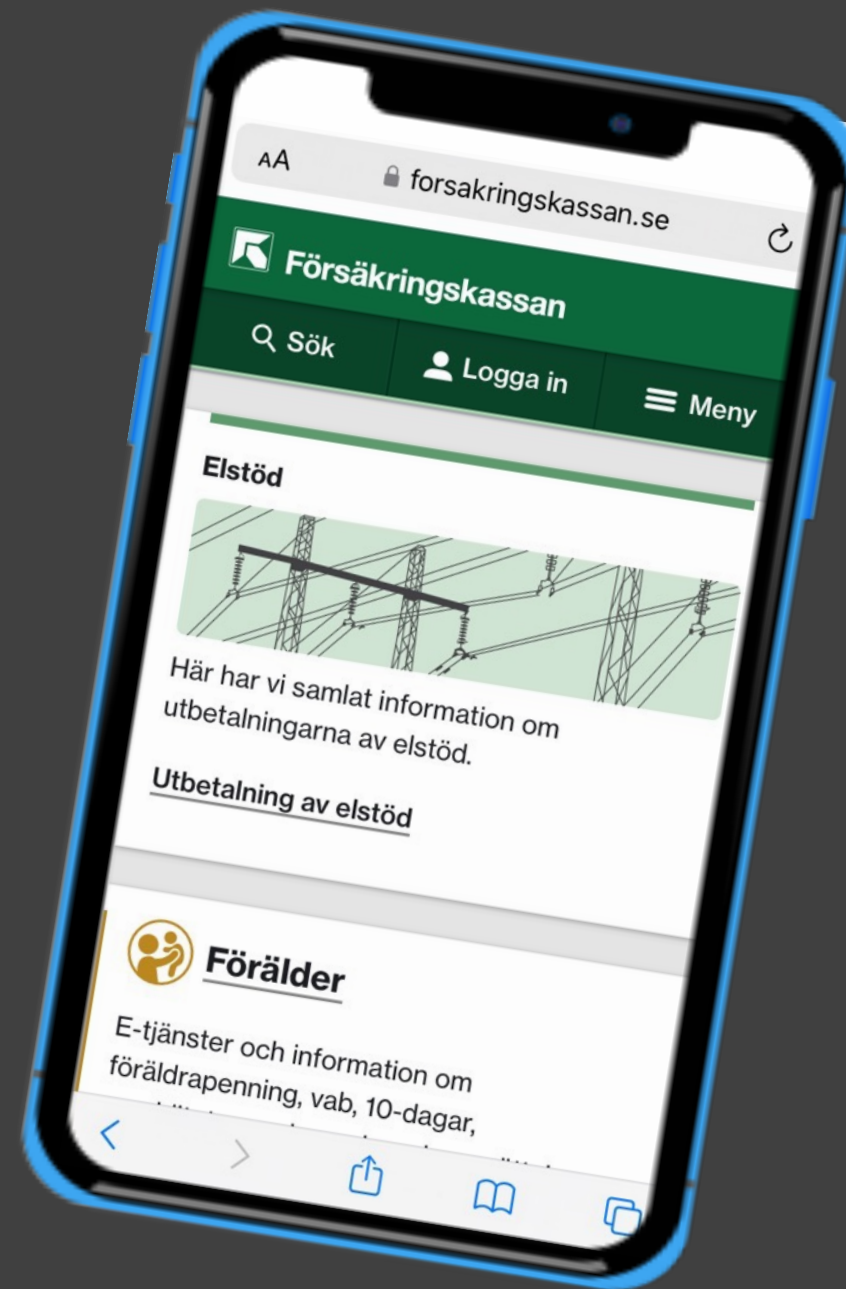 AA forsakringskassan.se
Försäkringskassan
Sök Logga in Meny
Elstöd
Här har vi samlat information om
utbetalningarna av elstöd.
Utbetalning av elstöd
Förälder
E-tjänster och information om
föräldrapenning, vab, 10-dagar,